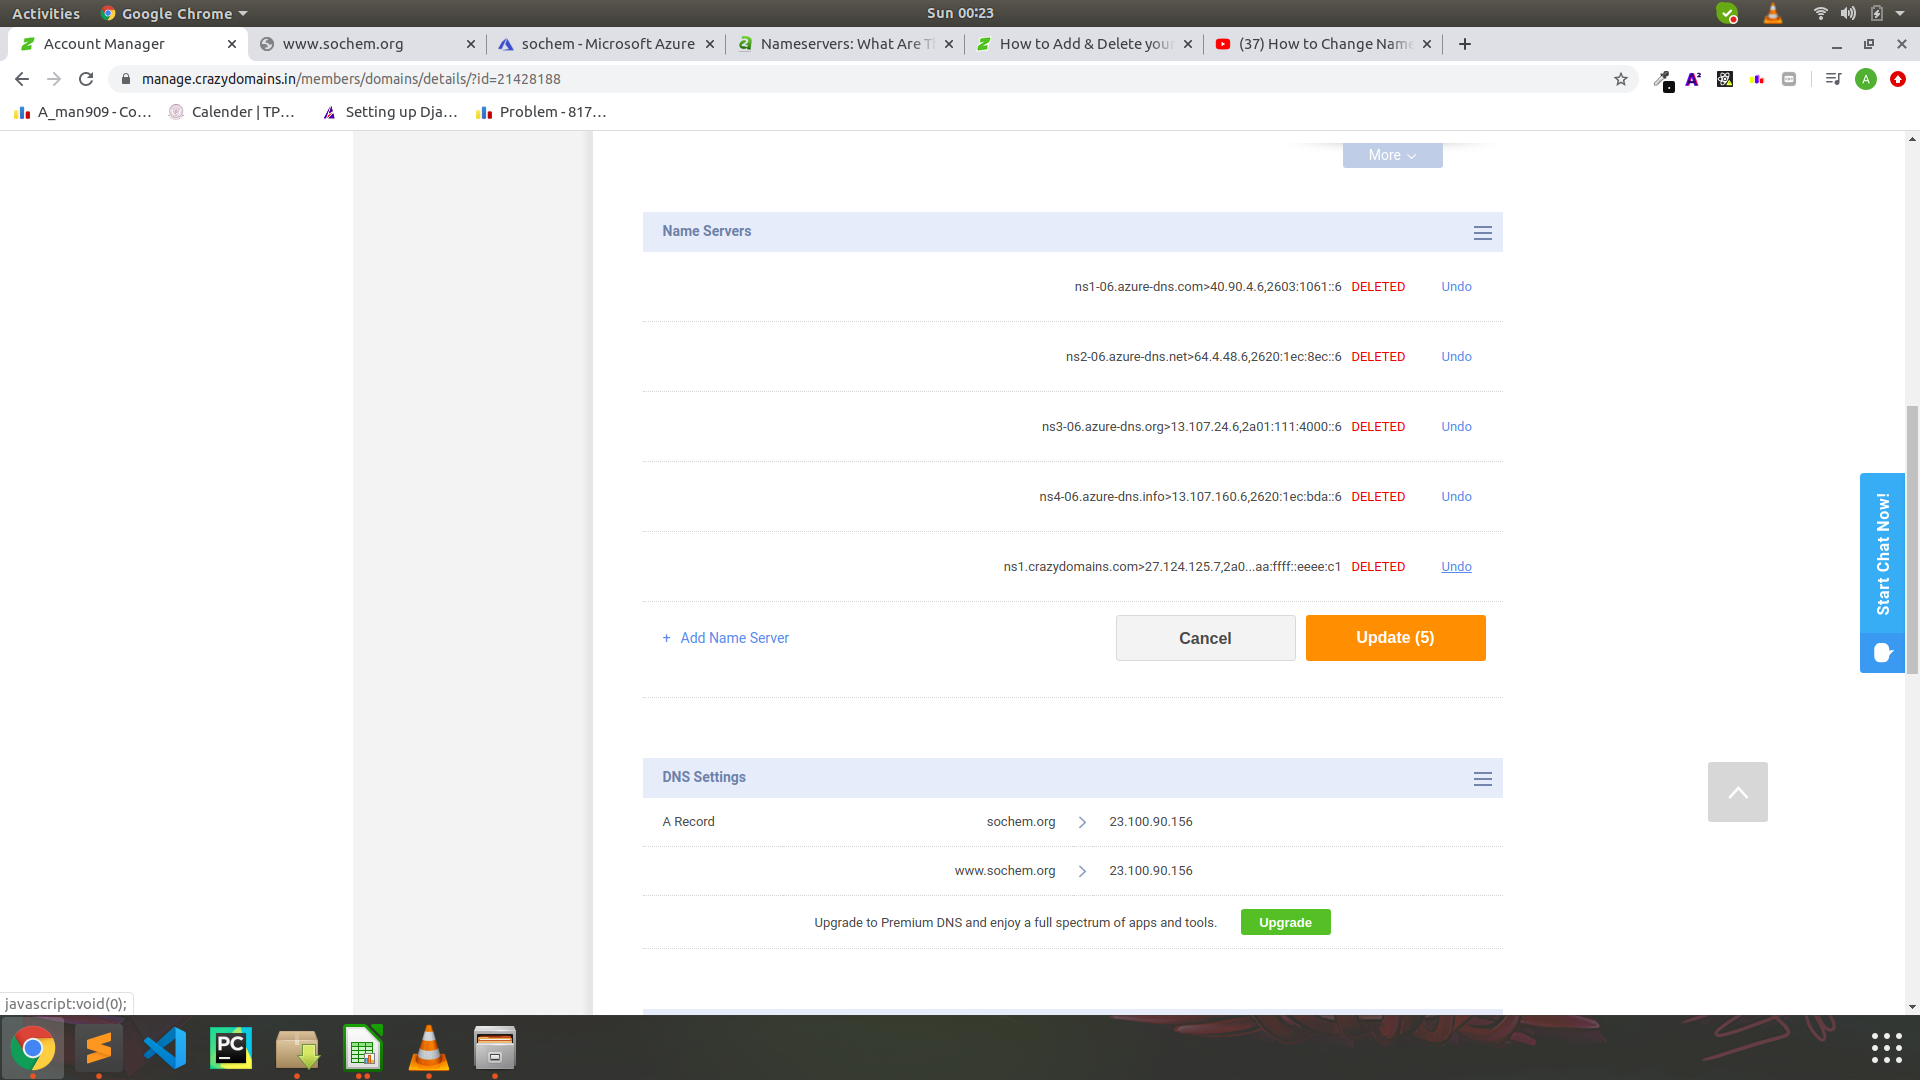 Activities
Google Chrome
Sun 00:23
Account Manager
www.sochem.org
sochem - Microsoft Azure
Nameservers: What Are Th
How to Add & Delete your
(37) How to Change Name
manage.crazydomains.in/members/domains/details/?id=21428188
A
A_man909 - Co...
Calender | TP...
Setting up Dja...
Problem - 817...
More
Name Servers
ns1-06.azure-dns.com>40.90.4.6,2603:1061::6 DELETED Undo
ns2-06.azure-dns.net>64.4.48.6,2620:1ec:8ec::6 DELETED Undo
ns3-06.azure-dns.org>13.107.24.6,2a01:111:4000::6 DELETED Undo
ns4-06.azure-dns.info>13.107.160.6,2620:1ec:bda::6 DELETED Undo
ns1.crazydomains.com>27.124.125.7,2a0...aa:ffff::eeee:c1 DELETED Undo
+ Add Name Server
Cancel
Update (5)
Start Chat Now!
DNS Settings
A Record sochem.org 23.100.90.156
www.sochem.org 23.100.90.156
Upgrade to Premium DNS and enjoy a full spectrum of apps and tools. Upgrade
javascript:void(0);
PC